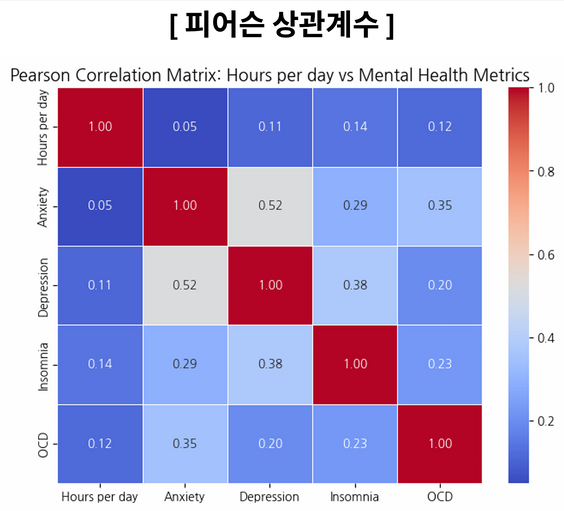 [ 피어슨 상관계수 ]
Pearson Correlation Matrix: Hours per day vs Mental Health Metrics
Hours per day 1.00 0.05 0.11 0.14 0.12
Anxiety 0.05 1.00 0.52 0.29 0.35
Depression 0.11 0.52 1.00 0.38 0.20
Insomnia 0.14 0.29 0.38 1.00 0.23
OCD 0.12 0.35 0.20 0.23 1.00
Hours per day Anxiety Depression Insomnia OCD
1.0
0.8
0.6
0.4
0.2